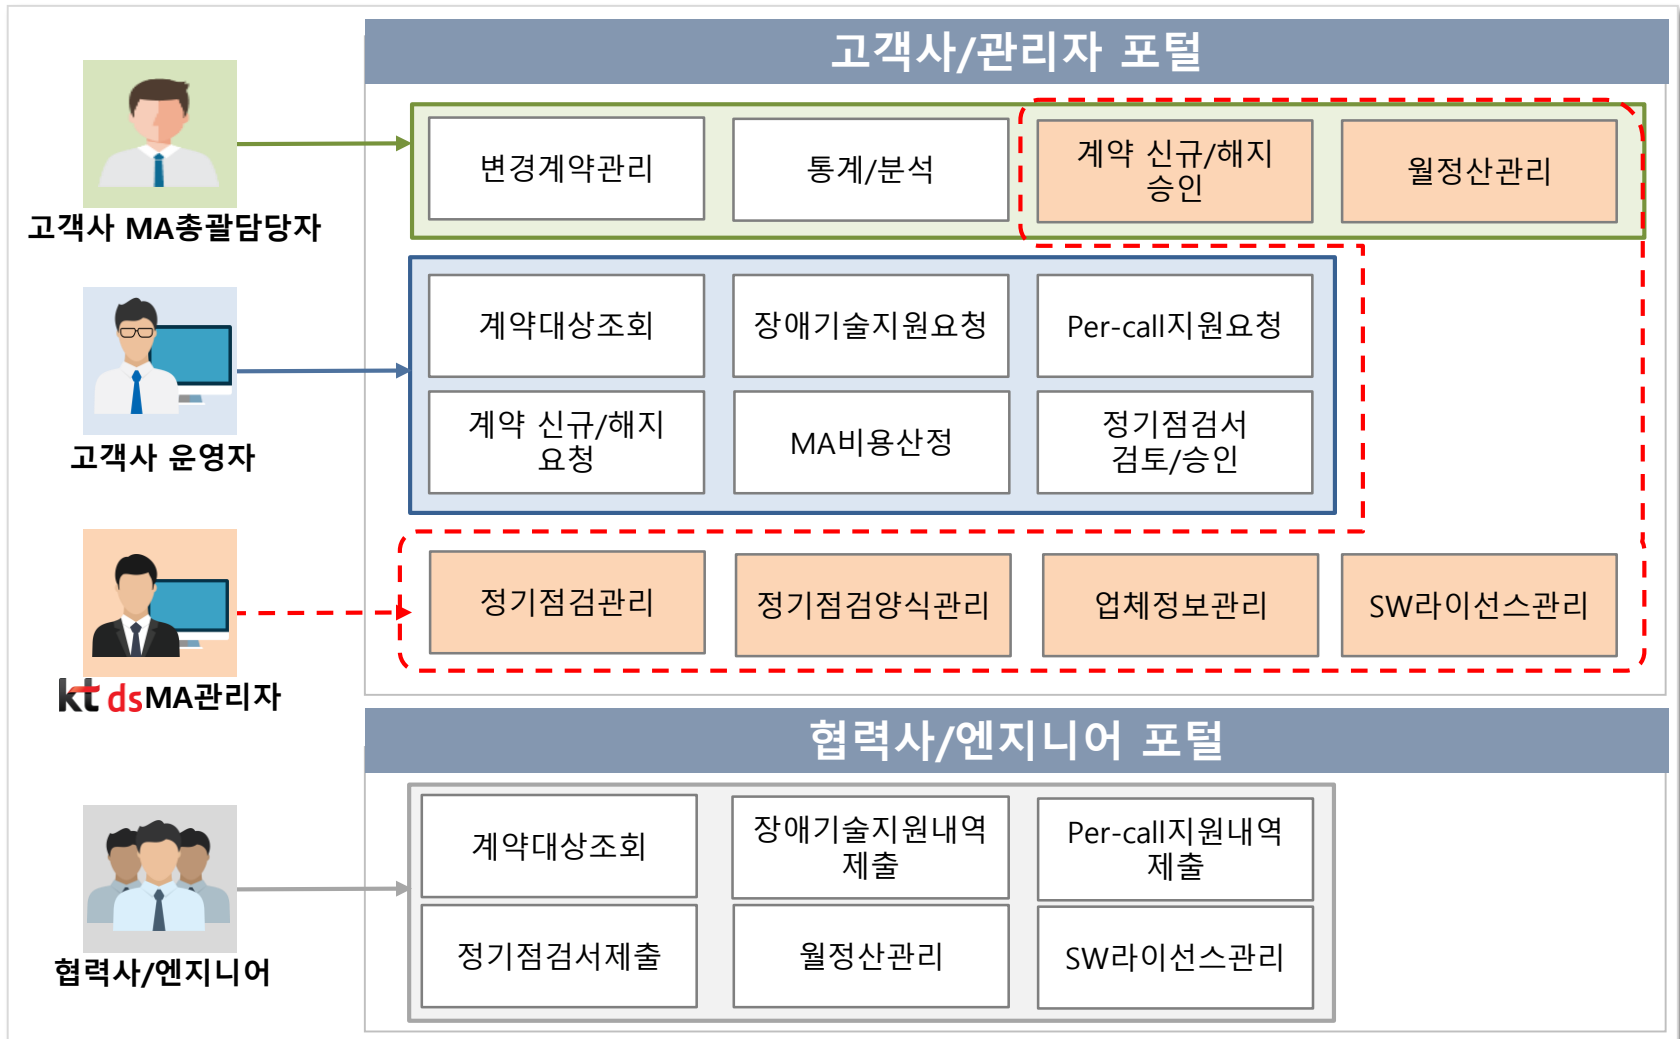 고객사/관리자 포털
고객사 MA총괄담당자
변경계약관리
통계/분석
계약 신규/해지
승인
월정산관리
고객사 운영자
계약대상조회
장애기술지원요청
Per-call지원요청
계약 신규/해지
요청
MA비용산정
정기점검서
검토/승인
kt ds MA관리자
정기점검관리
정기점검양식관리
업체정보관리
SW라이선스관리
협력사/엔지니어 포털
협력사/엔지니어
계약대상조회
장애기술지원내역
제출
Per-call지원내역
제출
정기점검서제출
월정산관리
SW라이선스관리